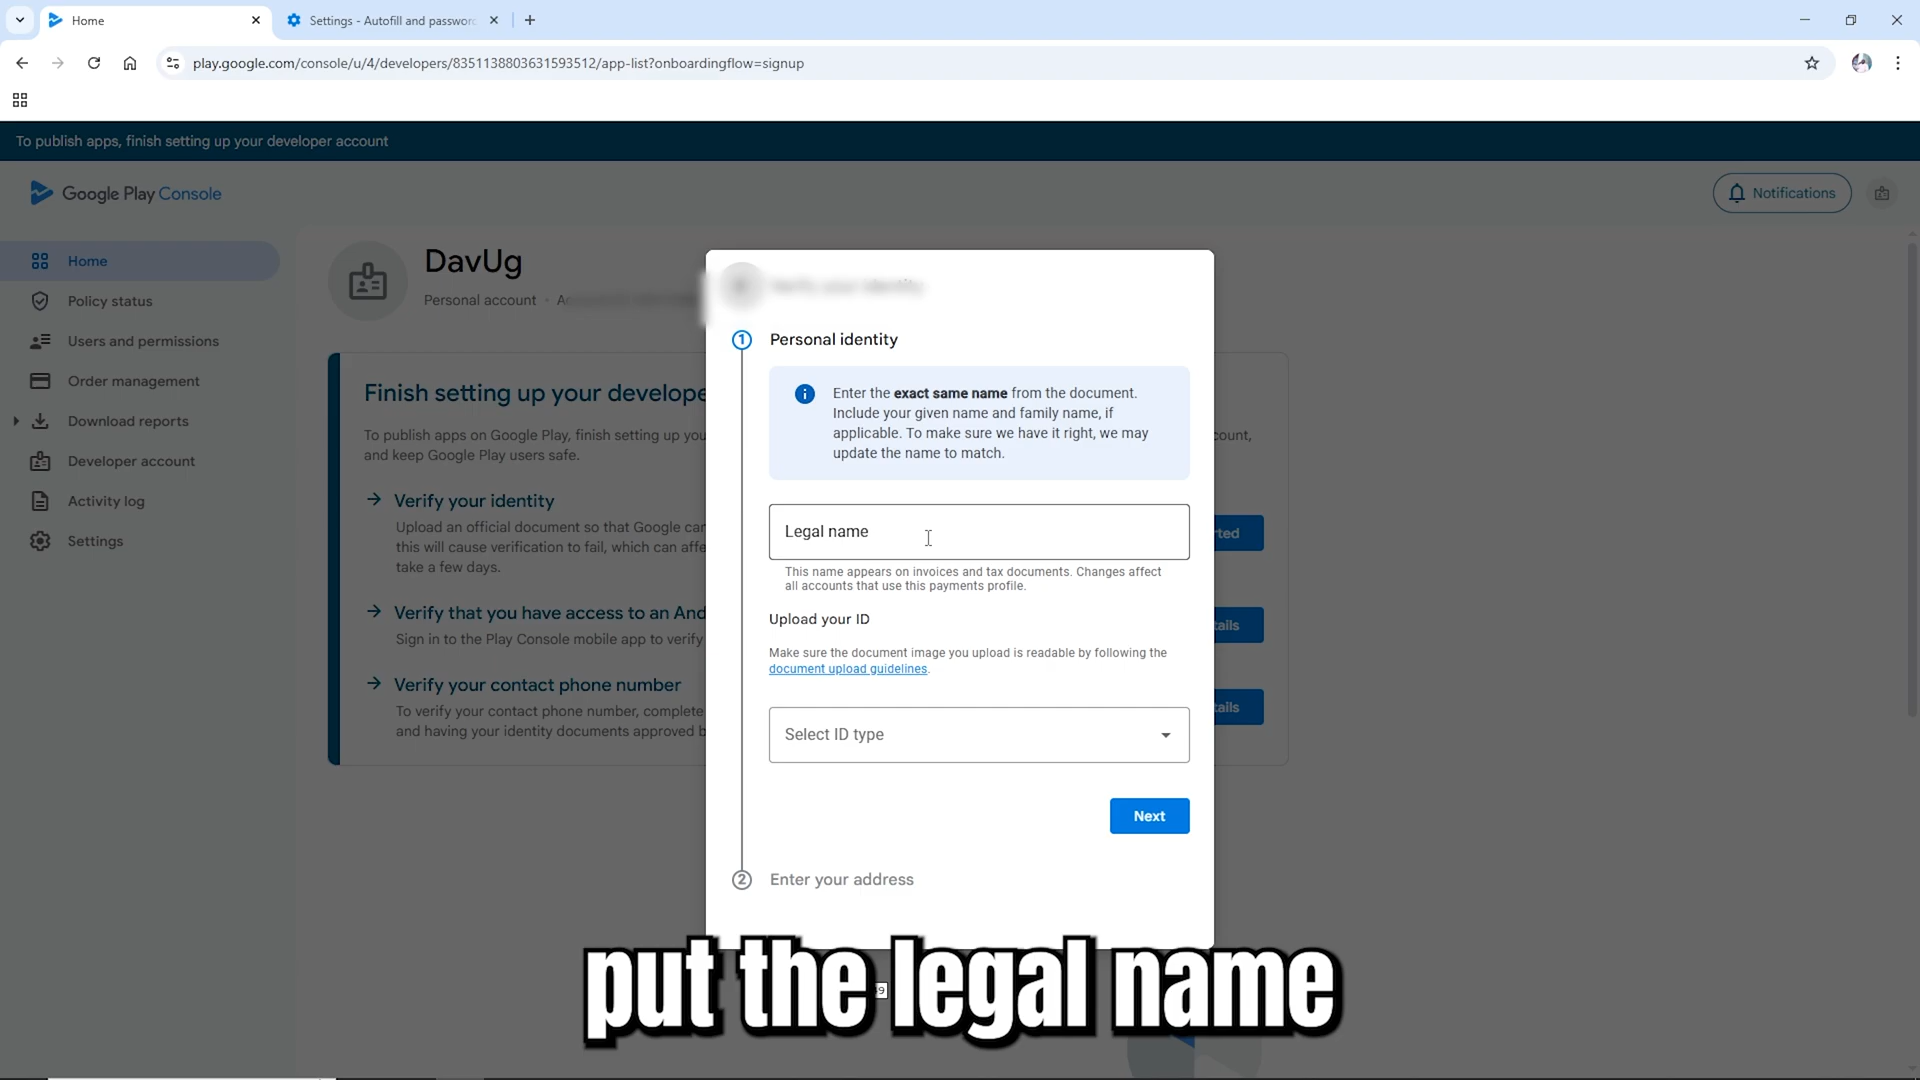 Home
Settings - Autofill and passwor
play.google.com/console/u/4/developers/8351138803631593512/app-list?onboardingflow=signup
To publish apps, finish setting up your developer account
Google Play Console
Notifications
Home
Policy status
Users and permissions
Order management
Download reports
Developer account
Activity log
Settings
DavUg
Personal account
Finish setting up your develope
To publish apps on Google Play, finish setting up you
count,
and keep Google Play users safe.
Verify your identity
Upload an official document so that Google can
this will cause verification to fail, which can affe
take a few days.
rted
Verify that you have access to an And
Sign in to the Play Console mobile app to verify
tails
Verify your contact phone number
To verify your contact phone number, complete
and having your identity documents approved b
tails
Verify your identity
1
Personal identity
Enter the exact same name from the document.
Include your given name and family name, if
applicable. To make sure we have it right, we may
update the name to match.
Legal name
This name appears on invoices and tax documents. Changes affect
all accounts that use this payments profile.
Upload your ID
Make sure the document image you upload is readable by following the
document upload guidelines.
Select ID type
Next
2
Enter your address
put the legal name